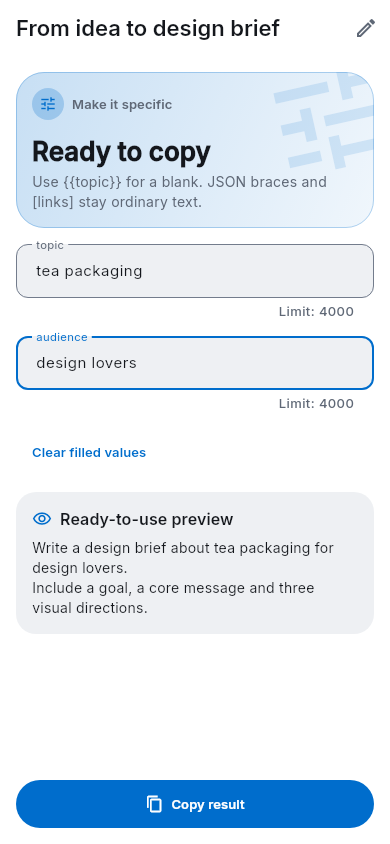 From idea to design brief
Make it specific
Ready to copy
Use {{topic}} for a blank. JSON braces and
[links] stay ordinary text.
topic
tea packaging
Limit: 4000
audience
design lovers
Limit: 4000
Clear filled values
Ready-to-use preview
Write a design brief about tea packaging for
design lovers.
Include a goal, a core message and three
visual directions.
Copy result